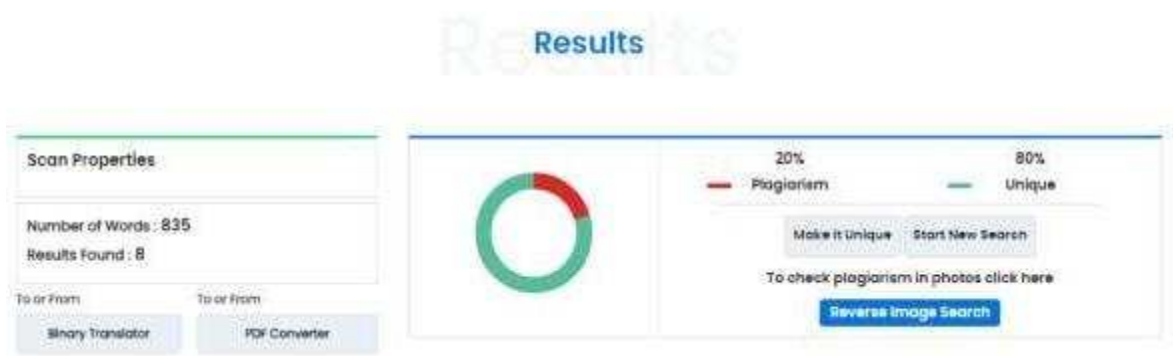 Results
Results
Scan Properties
Number of Words : 835
Results Found : 8
To or From
To or From
Binary Translator
PDF Converter
20%
80%
Plagiarism
Unique
Make It Unique
Start New Search
To check plagiarism in photos click here
Reverse Image Search